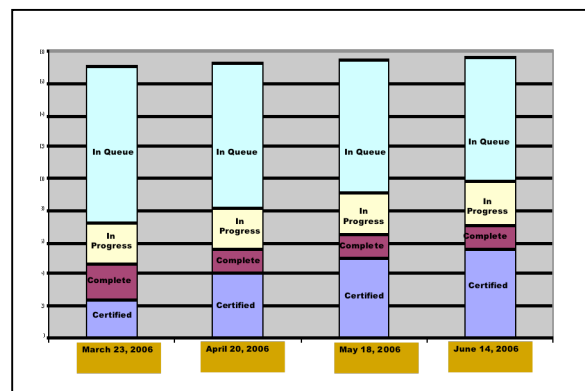 In Queue
In Queue
In Queue
In Queue
In
Progress
In
Progress
In
Progress
In
Progress
Complete
Complete
Complete
Complete
Certified
Certified
Certified
Certified
March 23, 2006
April 20, 2006
May 18, 2006
June 14, 2006